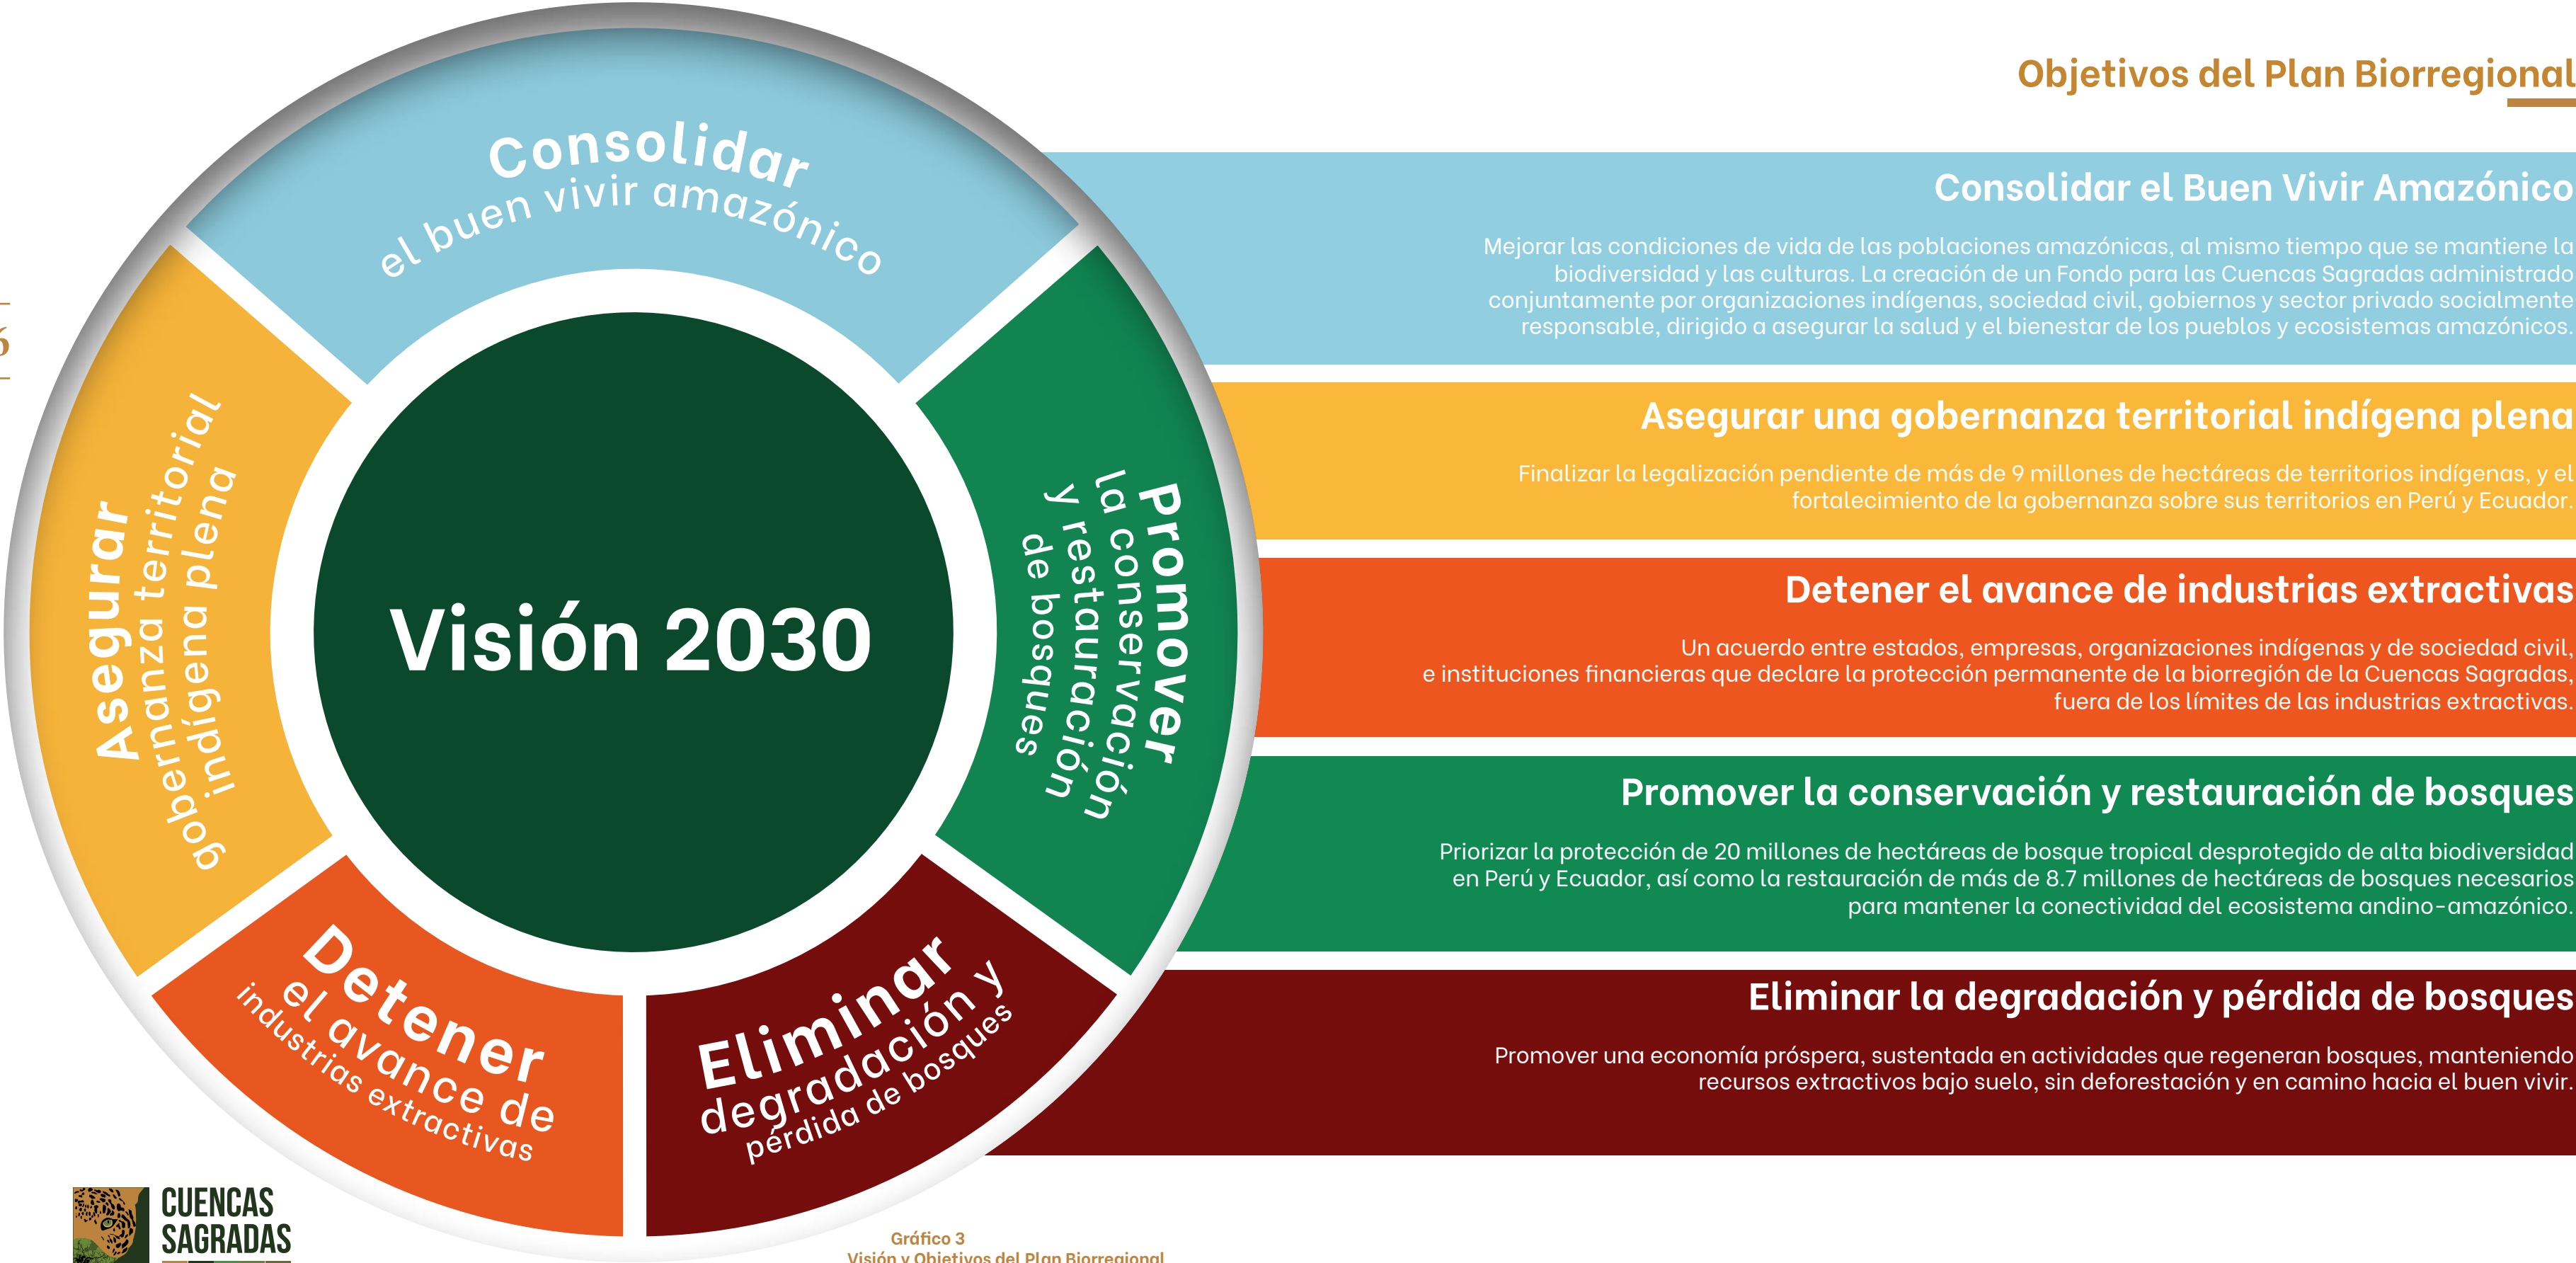 Consolidar
el buen vivir amazónico
Asegurar
gobernanza territorial
indígena plena
Promover
la conservación
y restauración
de bosques
Visión 2030
Detener
el avance de
industrias extractivas
Eliminar
degradación y
pérdida de bosques
Objetivos del Plan Biorregional
Consolidar el Buen Vivir Amazónico
Mejorar las condiciones de vida de las poblaciones amazónicas, al mismo tiempo que se mantiene la
biodiversidad y las culturas. La creación de un Fondo para las Cuencas Sagradas administrado
conjuntamente por organizaciones indígenas, sociedad civil, gobiernos y sector privado socialmente
responsable, dirigido a asegurar la salud y el bienestar de los pueblos y ecosistemas amazónicos.
Asegurar una gobernanza territorial indígena plena
Finalizar la legalización pendiente de más de 9 millones de hectáreas de territorios indígenas, y el
fortalecimiento de la gobernanza sobre sus territorios en Perú y Ecuador.
Detener el avance de industrias extractivas
Un acuerdo entre estados, empresas, organizaciones indígenas y de sociedad civil,
e instituciones financieras que declare la protección permanente de la biorregión de la Cuencas Sagradas,
fuera de los límites de las industrias extractivas.
Promover la conservación y restauración de bosques
Priorizar la protección de 20 millones de hectáreas de bosque tropical desprotegido de alta biodiversidad
en Perú y Ecuador, así como la restauración de más de 8.7 millones de hectáreas de bosques necesarios
para mantener la conectividad del ecosistema andino-amazónico.
Eliminar la degradación y pérdida de bosques
Promover una economía próspera, sustentada en actividades que regeneran bosques, manteniendo
recursos extractivos bajo suelo, sin deforestación y en camino hacia el buen vivir.
CUENCAS
SAGRADAS
Gráfico 3
Visión y Objetivos del Plan Biorregional